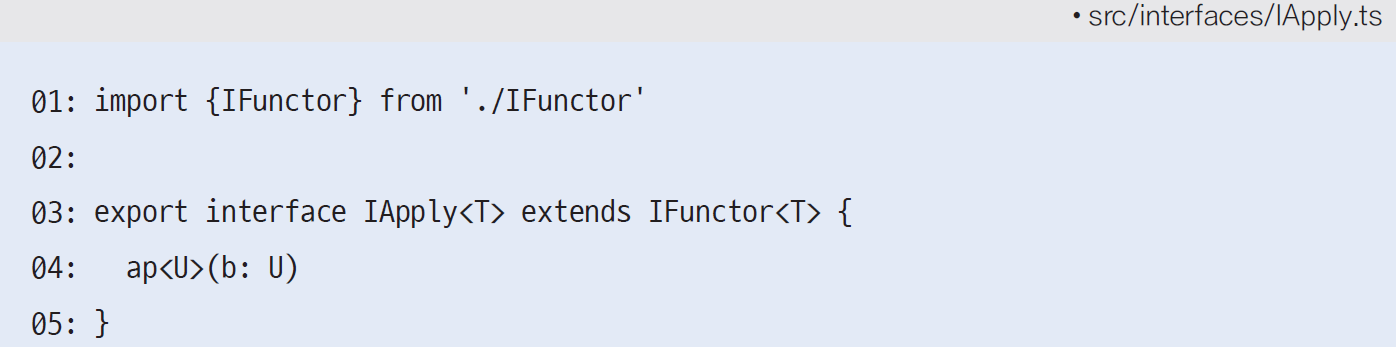 • src/interfaces/IApply.ts
01: import {IFunctor} from './IFunctor'
02:
03: export interface IApply<T> extends IFunctor<T> {
04:   ap<U>(b: U)
05: }